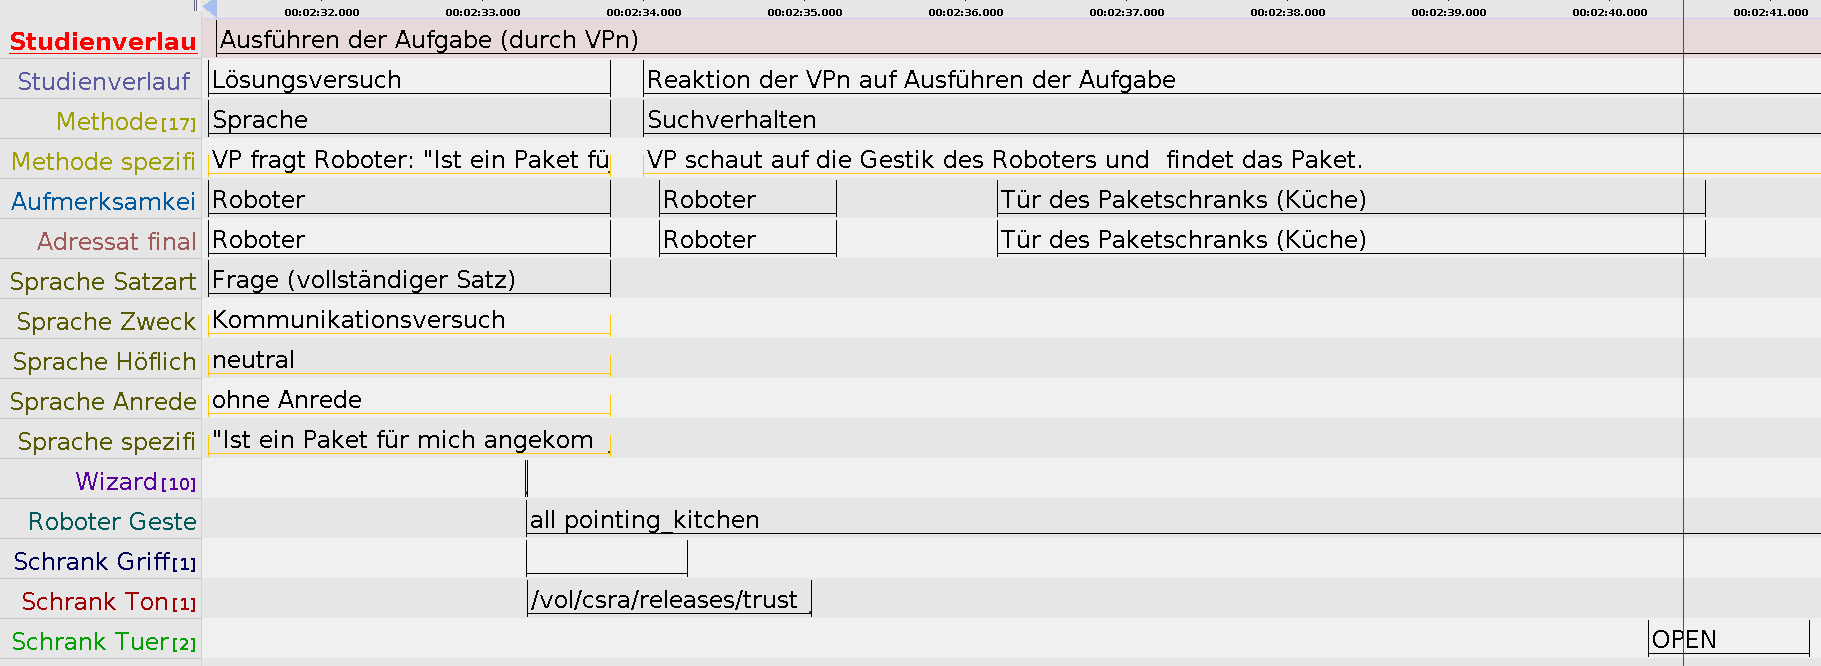 00:02:32.000 00:02:33.000 00:02:34.000 00:02:35.000 00:02:36.000 00:02:37.000 00:02:38.000 00:02:39.000 00:02:40.000 00:02:41.000
Studienverlau Ausführen der Aufgabe (durch VPn)
Studienverlauf Lösungsversuch Reaktion der VPn auf Ausführen der Aufgabe
Methode[17] Sprache Suchverhalten
Methode spezifi VP fragt Roboter: "Ist ein Paket fü VP schaut auf die Gestik des Roboters und  findet das Paket.
Aufmerksamkei Roboter Roboter Tür des Paketschranks (Küche)
Adressat final Roboter Roboter Tür des Paketschranks (Küche)
Sprache Satzart Frage (vollständiger Satz)
Sprache Zweck Kommunikationsversuch
Sprache Höflich neutral
Sprache Anrede ohne Anrede
Sprache spezifi "Ist ein Paket für mich angekom
Wizard[10]
Roboter Geste all pointing_kitchen
Schrank Griff[1]
Schrank Ton[1] /vol/csra/releases/trust
Schrank Tuer[2] OPEN